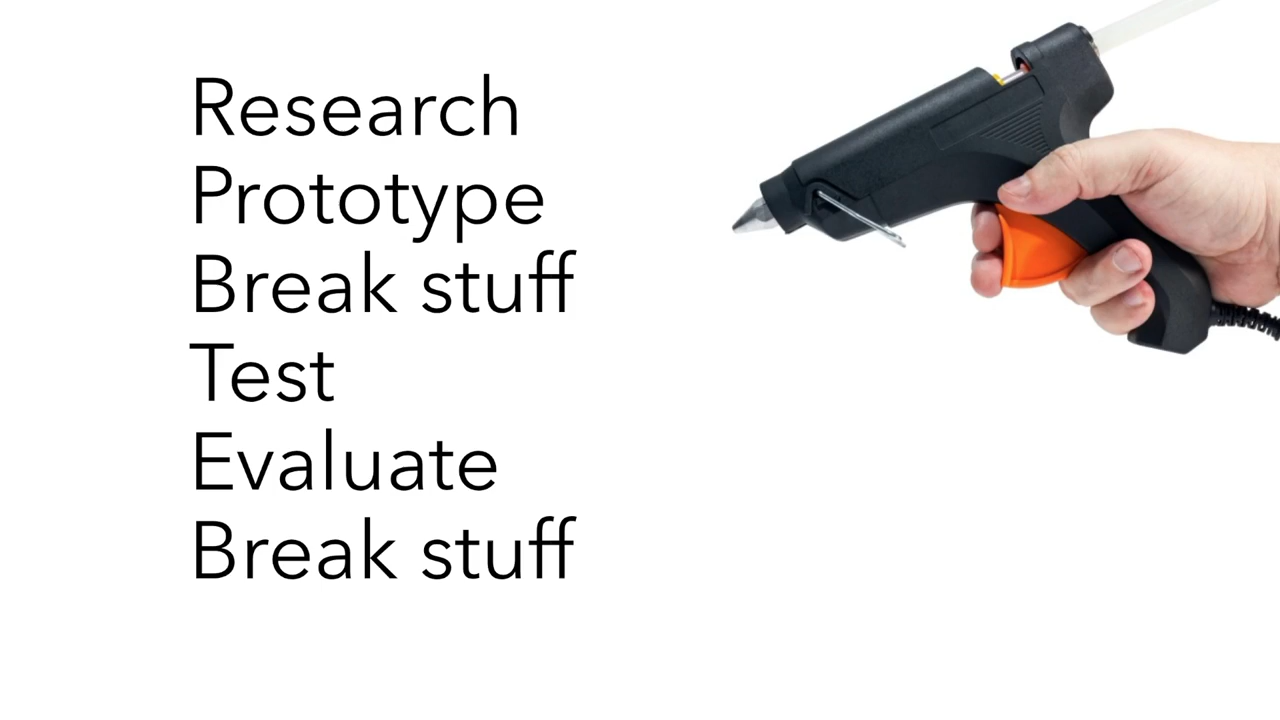 Research
Prototype
Break stuff
Test
Evaluate
Break stuff